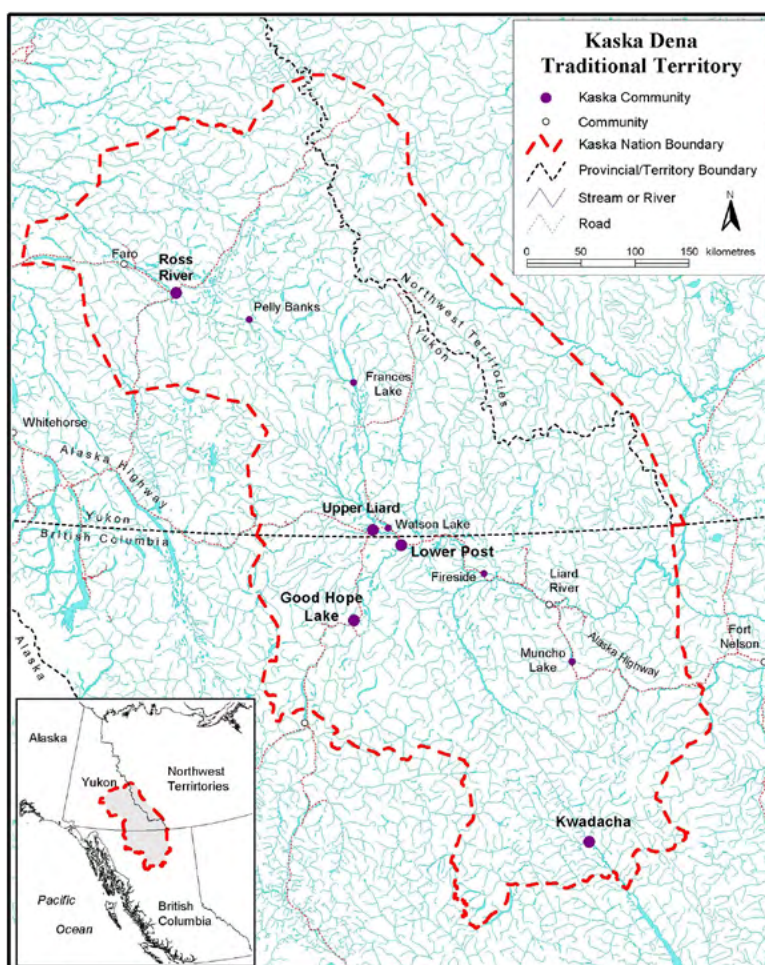 Kaska Dena
Traditional Territory
Kaska Community
Community
Kaska Nation Boundary
Provincial/Territory Boundary
Stream or River
Road
N
0 50 100 150 kilometres
Faro
Ross
River
Pelly Banks
Northwest Territories
Yukon
Frances
Lake
Whitehorse
Alaska Highway
Upper Liard
Watson Lake
Yukon
British Columbia
Lower Post
Fireside
Liard
River
Good Hope
Lake
Muncho
Lake
Alaska Highway
Fort
Nelson
Alaska
Kwadacha
Alaska
Yukon
Northwest
Terrirtories
Pacific
Ocean
British
Columbia